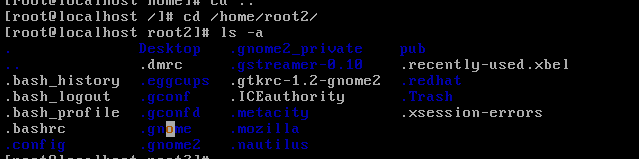 [root@localhost home]# cd ..
[root@localhost /]# cd /home/root2/
[root@localhost root2]# ls -a
. Desktop .gnome2_private pub
.. .dmrc .gstreamer-0.10 .recently-used.xbel
.bash_history .eggcups .gtkrc-1.2-gnome2 .redhat
.bash_logout .gconf .ICEauthority .Trash
.bash_profile .gconfd .metacity .xsession-errors
.bashrc .gnome .mozilla
.config .gnome2 .nautilus
[root@localhost root2]#